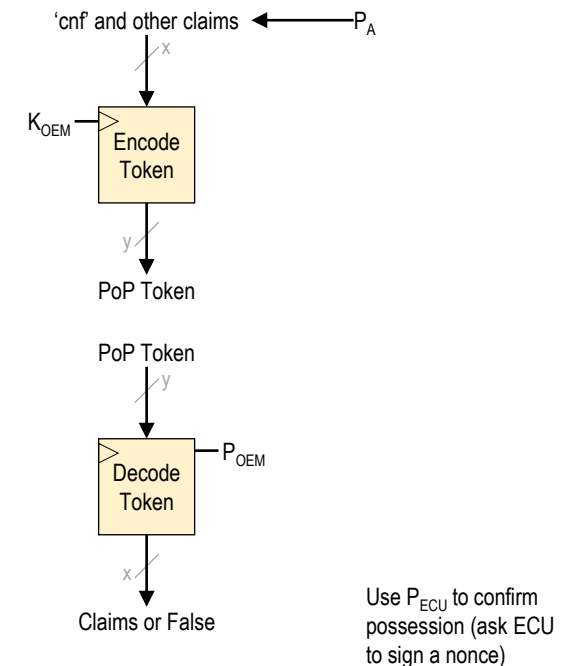 'cnf' and other claims P_A
x
K_OEM
Encode
Token
y
PoP Token
PoP Token
y
P_OEM
Decode
Token
x
Claims or False
Use P_ECU to confirm
possession (ask ECU
to sign a nonce)